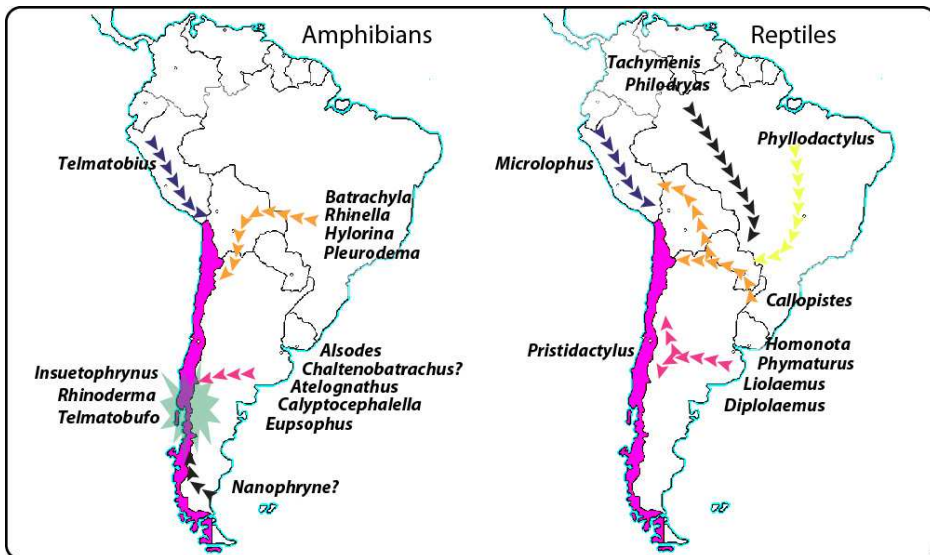 Amphibians
Telmatobius
Batrachyla
Rhinella
Hylorina
Pleurodema
Alsodes
Chaltenobatrachus?
Atelognathus
Calyptocephalella
Eupsophus
Insuetophrynus
Rhinoderma
Telmatobufo
Nanophryne?
Reptiles
Tachymenis
Philodryas
Phyllodactylus
Microlophus
Callopistes
Pristidactylus
Homonota
Phymaturus
Liolaemus
Diplolaemus